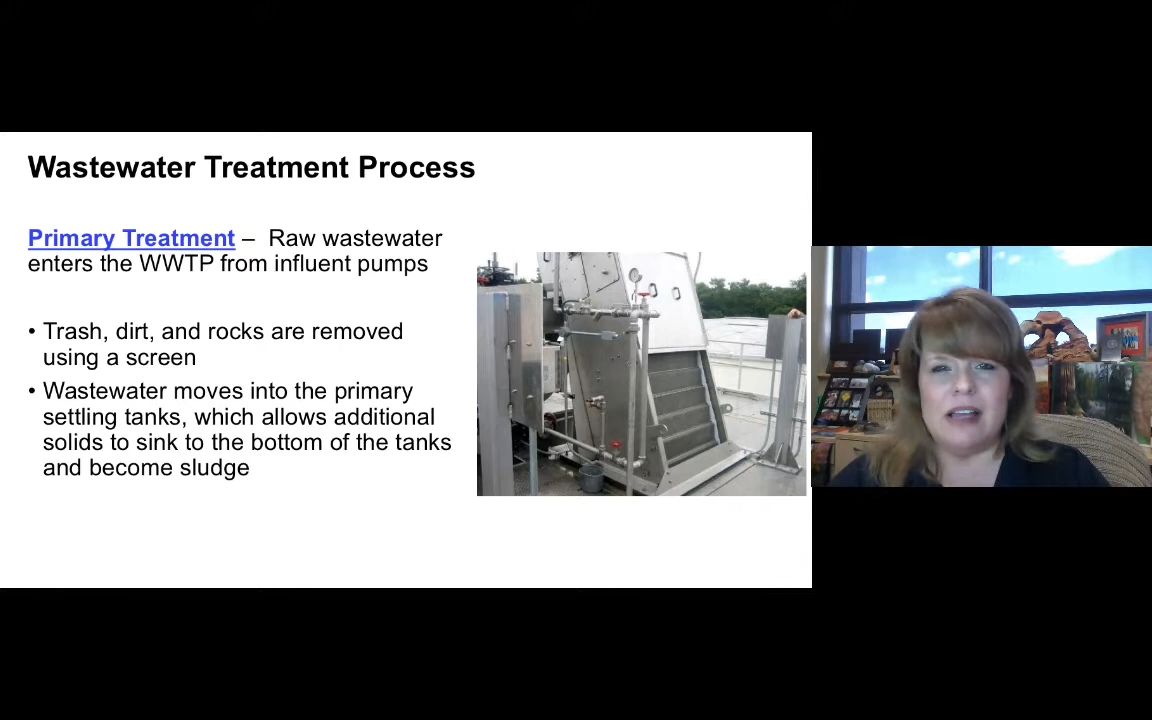 Wastewater Treatment Process
Primary Treatment – Raw wastewater
enters the WWTP from influent pumps
• Trash, dirt, and rocks are removed
using a screen
• Wastewater moves into the primary
settling tanks, which allows additional
solids to sink to the bottom of the tanks
and become sludge